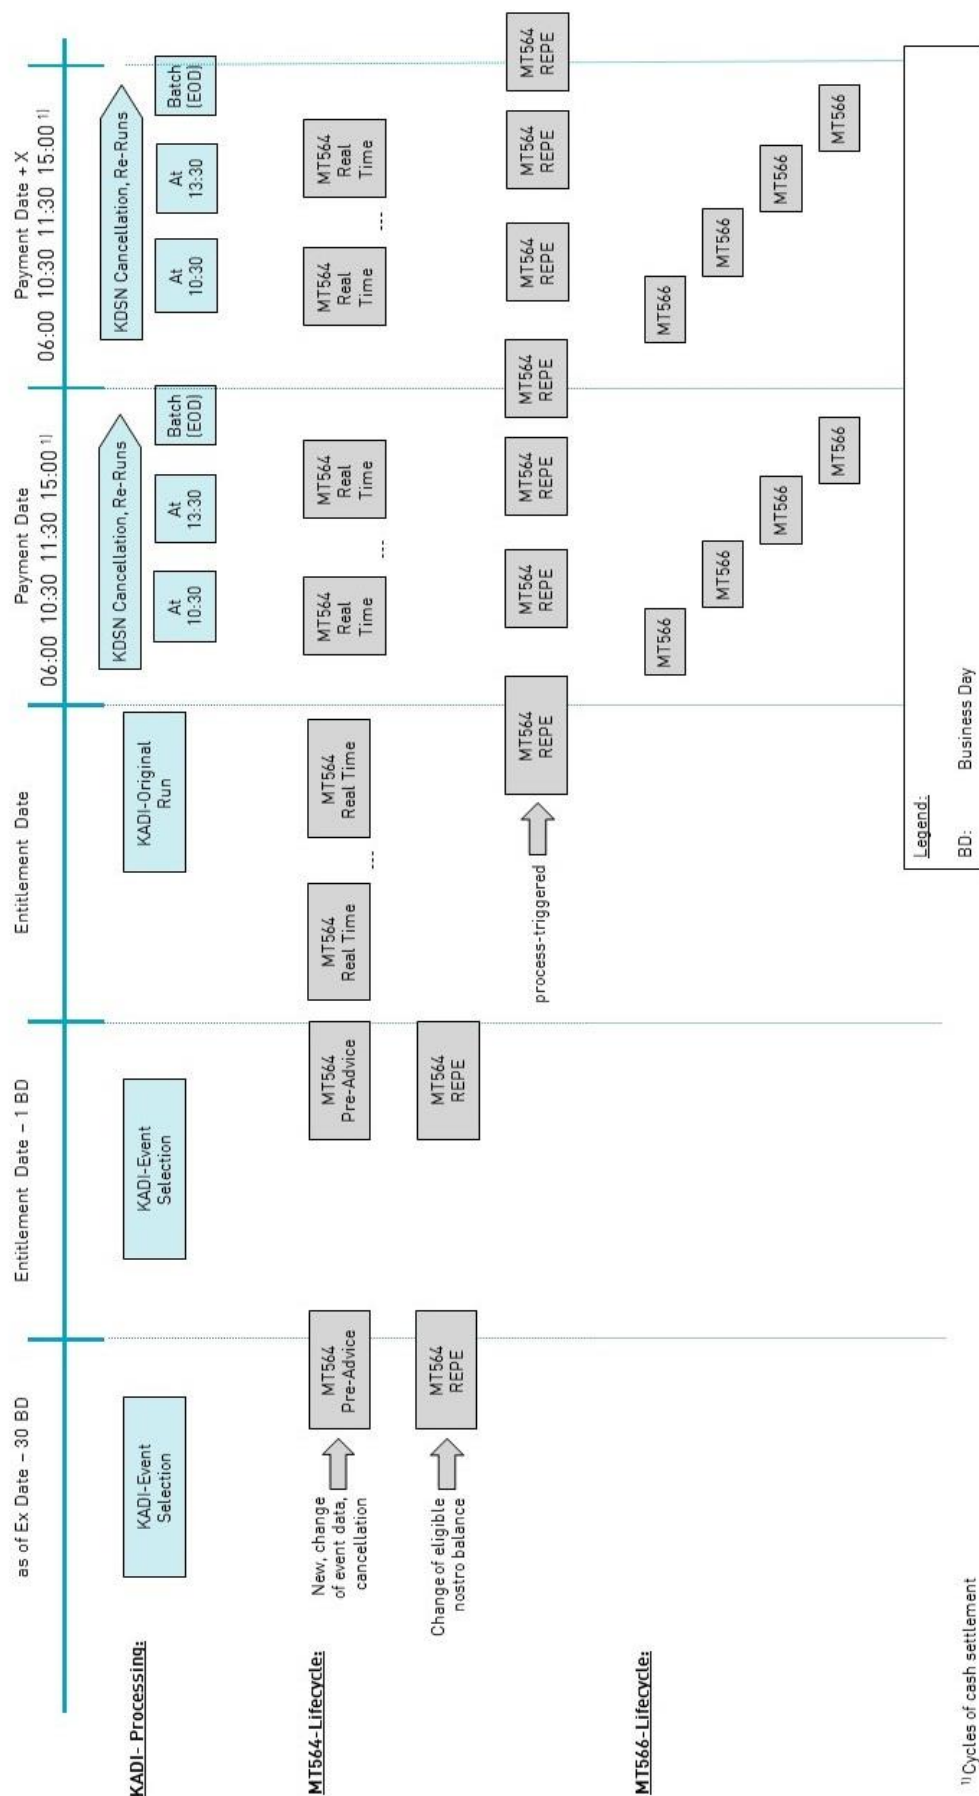 as of Ex Date – 30 BD
Entitlement Date – 1 BD
Entitlement Date
Payment Date
06:00 10:30 11:30 15:00 ¹⁾
Payment Date + X
06:00 10:30 11:30 15:00 ¹⁾
KADI- Processing:
KADI-Event
Selection
KADI-Event
Selection
KADI-Original
Run
KDSN Cancellation, Re-Runs
At
10:30
At
13:30
Batch
(EOD)
KDSN Cancellation, Re-Runs
At
10:30
At
13:30
Batch
(EOD)
MT564-Lifecycle:
New, change
of event data,
cancellation
MT564
Pre-Advice
MT564
Pre-Advice
MT564
Real Time
---
MT564
Real Time
MT564
Real
Time
---
MT564
Real
Time
MT564
Real
Time
---
MT564
Real
Time
Change of eligible
nostro balance
MT564
REPE
MT564
REPE
process-triggered
MT564
REPE
MT564
REPE
MT564
REPE
MT564
REPE
MT564
REPE
MT564
REPE
MT564
REPE
MT566-Lifecycle:
MT566
MT566
MT566
MT566
MT566
MT566
MT566
MT566
Legend:
BD: Business Day
¹⁾Cycles of cash settlement